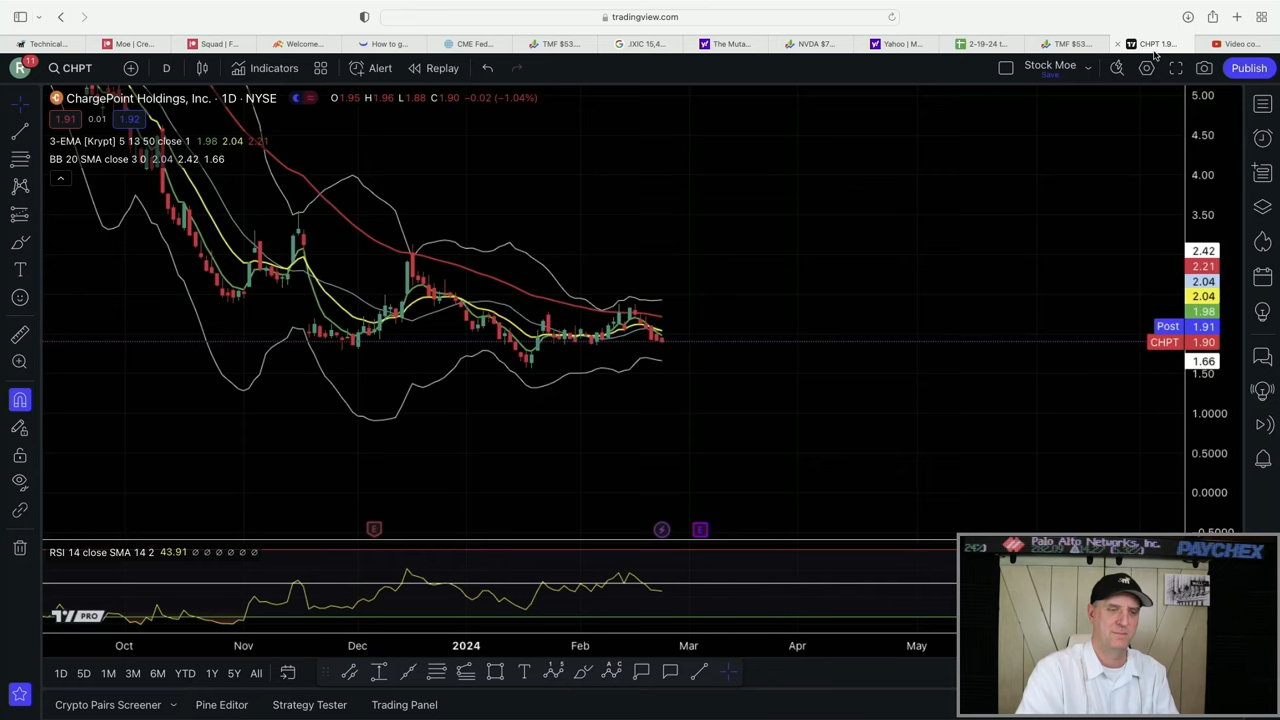 tradingview.com
Technical...
Moe | Cre...
Squad | F...
Welcome...
How to g...
CME Fed...
TMF $53...
.IXIC 15,4...
The Muta...
NVDA $7...
Yahoo | M...
2-19-24 t...
TMF $53...
CHPT 1.9...
Video co...
R
11
CHPT
D
Indicators
Alert
Replay
Stock Moe
Save
Publish
ChargePoint Holdings, Inc. · 1D · NYSE
O1.95 H1.96 L1.88 C1.90 -0.02 (-1.04%)
1.91
0.01
1.92
3-EMA [Krypt] 5 13 50 close 1 1.98 2.04 2.21
BB 20 SMA close 3 0 2.04 2.42 1.66
5.00
4.50
4.00
3.50
2.42
2.21
2.04
2.04
1.98
Post 1.91
CHPT 1.90
1.66
1.50
1.0000
0.5000
0.0000
-0.5000
E
E
RSI 14 close SMA 14 2 43.91 ∅ ∅ ∅ ∅ ∅ ∅
PRO
Oct
Nov
Dec
2024
Feb
Mar
Apr
May
Palo Alto Networks, Inc.
PAYCHEX
WALL
1D
5D
1M
3M
6M
YTD
1Y
5Y
All
Crypto Pairs Screener
Pine Editor
Strategy Tester
Trading Panel